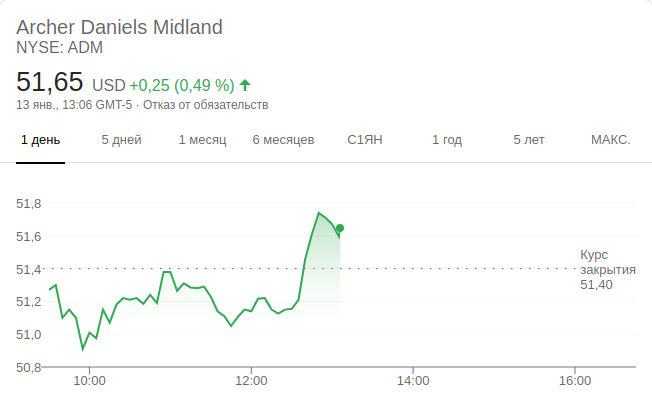 Archer Daniels Midland
NYSE: ADM
51,65 USD +0,25 (0,49 %)
13 янв., 13:06 GMT-5 · Отказ от обязательств
1 день 5 дней 1 месяц 6 месяцев С1ЯН 1 год 5 лет МАКС.
51,8
51,6
51,4
51,2
51,0
50,8
Курс
закрытия
51,40
10:00 12:00 14:00 16:00